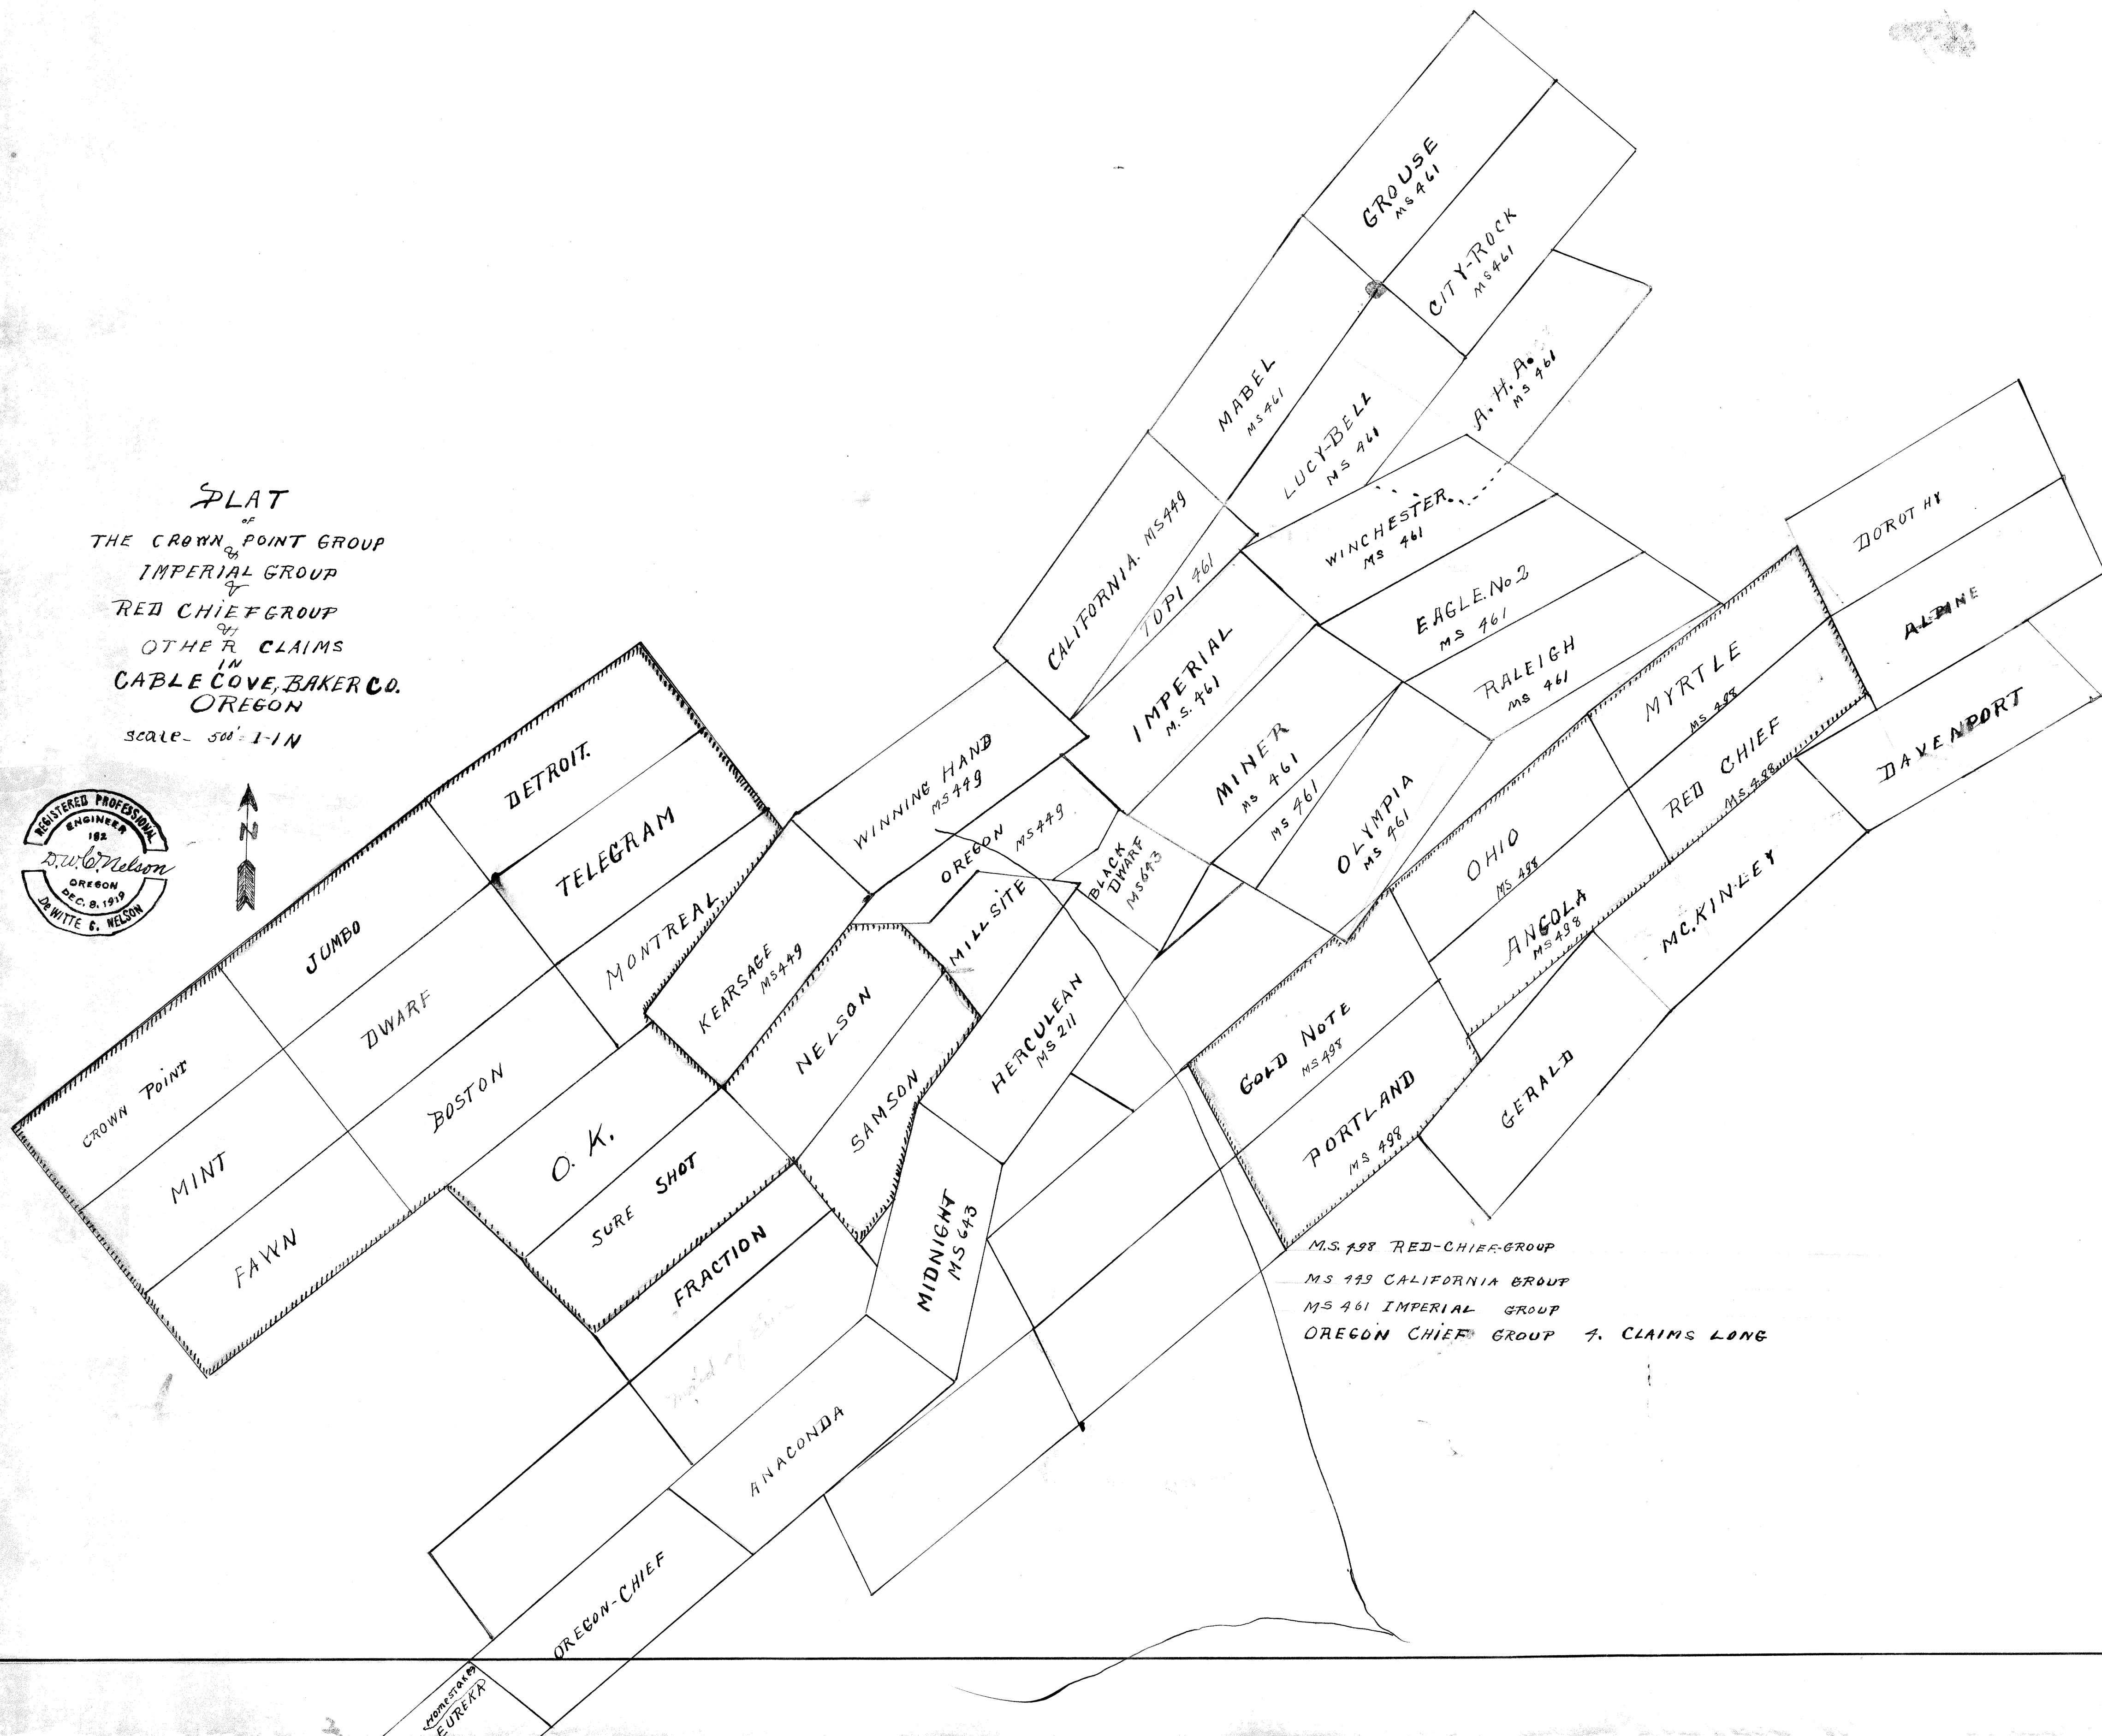 PLAT
OF
THE CROWN POINT GROUP
&
IMPERIAL GROUP
&
RED CHIEF GROUP
&
OTHER CLAIMS
IN
CABLE COVE, BAKER CO.
OREGON
scale - 500' = 1-IN
REGISTERED PROFESSIONAL
ENGINEER
182
D.W.C. Nelson
OREGON
DEC. 8, 1919
DeWITTE C. NELSON
N
GROUSE
MS 461
CITY-ROCK
MS 461
MABEL
MS 461
LUCY-BELL
MS 461
A. H. A.
MS 461
CALIFORNIA. MS 449
TOPI 461
WINCHESTER
MS 461
EAGLE. No 2
MS 461
RALEIGH
MS 461
IMPERIAL
M.S. 461
MINER
MS 461
MS 461
OLYMPIA
MS 461
DOROTHY
ALPINE
DAVENPORT
MYRTLE
MS 498
RED CHIEF
M.S. 498
OHIO
MS 498
ANGOLA
MS 498
MC. KINLEY
GOLD NOTE
MS 498
PORTLAND
MS 498
GERALD
WINNING HAND
MS 449
OREGON MS 449
BLACK
DWARF
MS 643
MILLSITE
KEARSAGE
MS 449
NELSON
SAMSON
HERCULEAN
MS 211
MIDNIGHT
MS 643
DETROIT.
TELEGRAM
MONTREAL
JUMBO
DWARF
BOSTON
CROWN POINT
MINT
FAWN
O. K.
SURE SHOT
FRACTION
ANACONDA
OREGON-CHIEF
HOMESTAKE
EUREKA
M.S. 498 RED-CHIEF-GROUP
MS 449 CALIFORNIA GROUP
MS 461 IMPERIAL GROUP
OREGON CHIEF GROUP 4. CLAIMS LONG